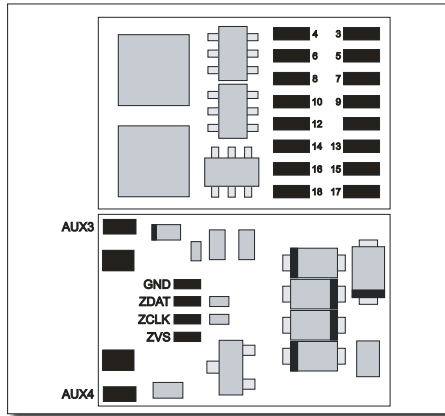 4 3
6 5
8 7
10 9
12
14 13
16 15
18 17
AUX3
GND
ZDAT
ZCLK
ZVS
AUX4